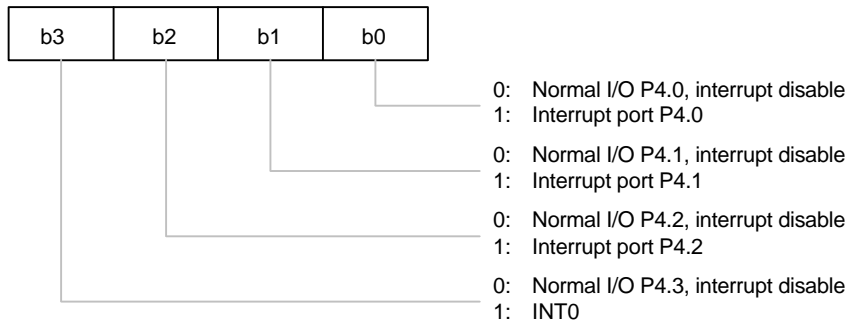 b3 b2 b1 b0
0: Normal I/O P4.0, interrupt disable
1: Interrupt port P4.0
0: Normal I/O P4.1, interrupt disable
1: Interrupt port P4.1
0: Normal I/O P4.2, interrupt disable
1: Interrupt port P4.2
0: Normal I/O P4.3, interrupt disable
1: INT0